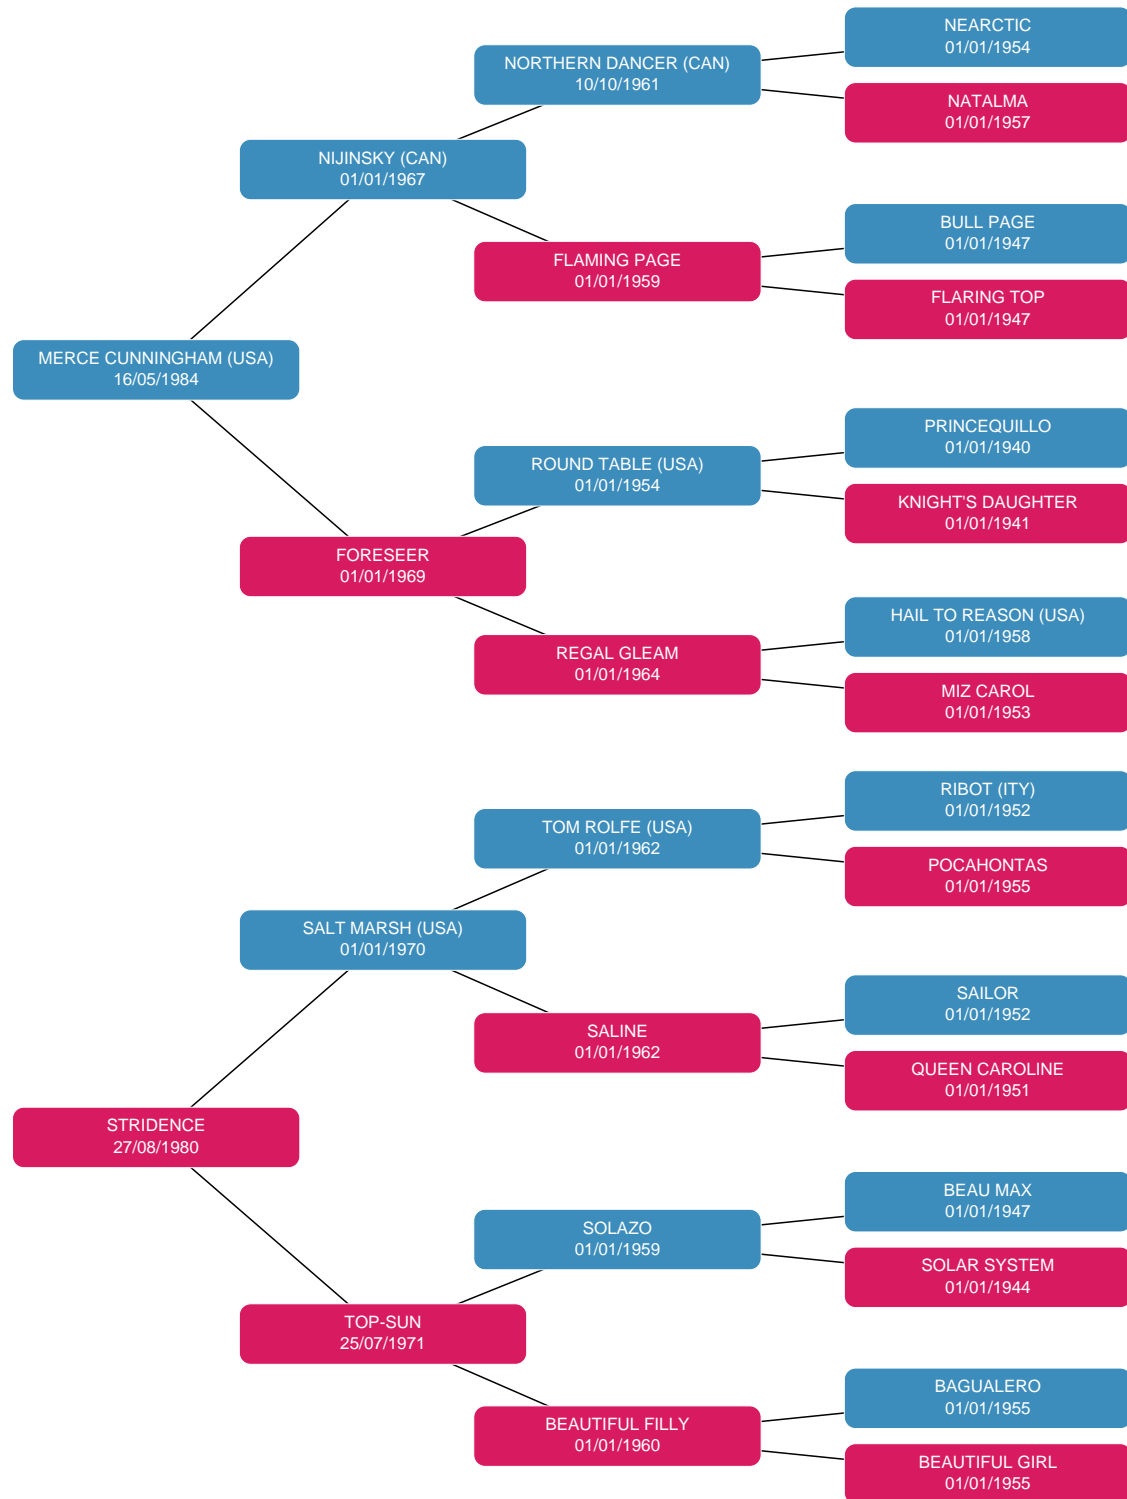 NEARCTIC
01/01/1954
NORTHERN DANCER (CAN)
10/10/1961
NATALMA
01/01/1957
NIJINSKY (CAN)
01/01/1967
BULL PAGE
01/01/1947
FLAMING PAGE
01/01/1959
FLARING TOP
01/01/1947
MERCE CUNNINGHAM (USA)
16/05/1984
PRINCEQUILLO
01/01/1940
ROUND TABLE (USA)
01/01/1954
KNIGHT'S DAUGHTER
01/01/1941
FORESEER
01/01/1969
HAIL TO REASON (USA)
01/01/1958
REGAL GLEAM
01/01/1964
MIZ CAROL
01/01/1953
RIBOT (ITY)
01/01/1952
TOM ROLFE (USA)
01/01/1962
POCAHONTAS
01/01/1955
SALT MARSH (USA)
01/01/1970
SAILOR
01/01/1952
SALINE
01/01/1962
QUEEN CAROLINE
01/01/1951
STRIDENCE
27/08/1980
BEAU MAX
01/01/1947
SOLAZO
01/01/1959
SOLAR SYSTEM
01/01/1944
TOP-SUN
25/07/1971
BAGUALERO
01/01/1955
BEAUTIFUL FILLY
01/01/1960
BEAUTIFUL GIRL
01/01/1955